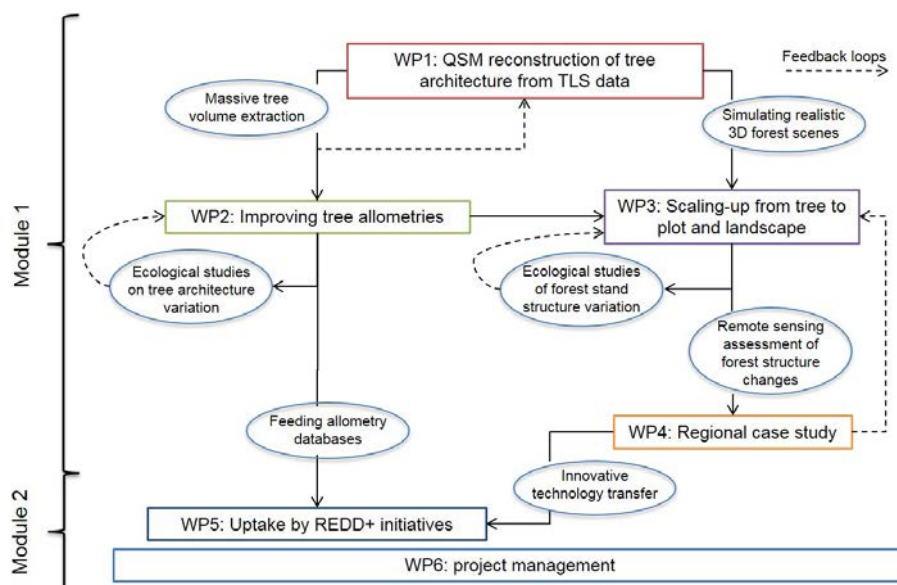 WP1: QSM reconstruction of tree
architecture from TLS data
Feedback loops
Massive tree
volume extraction
Simulating realistic
3D forest scenes
Module 1
WP2: Improving tree allometries
WP3: Scaling-up from tree to
plot and landscape
Ecological studies
on tree architecture
variation
Ecological studies
of forest stand
structure variation
Remote sensing
assessment of
forest structure
changes
Feeding allometry
databases
WP4: Regional case study
Innovative
technology transfer
Module 2
WP5: Uptake by REDD+ initiatives
WP6: project management